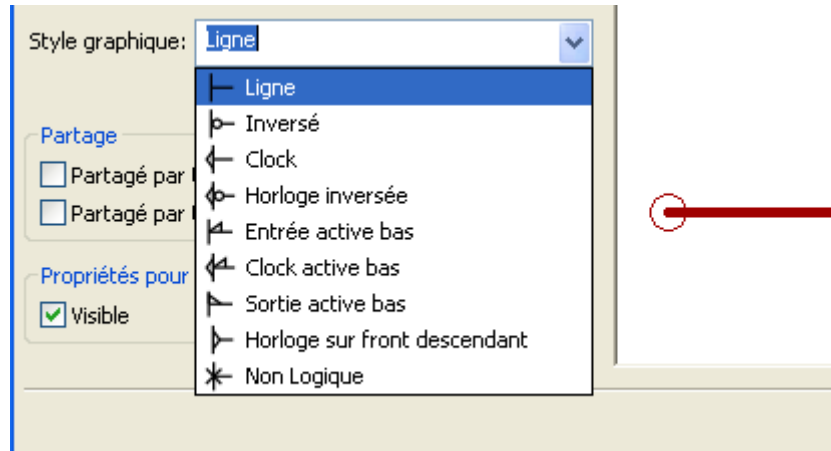 Style graphique: Ligne
Ligne
Inversé
Clock
Horloge inversée
Entrée active bas
Clock active bas
Sortie active bas
Horloge sur front descendant
Non Logique
Partage
Partagé par
Partagé par
Propriétés pour
Visible